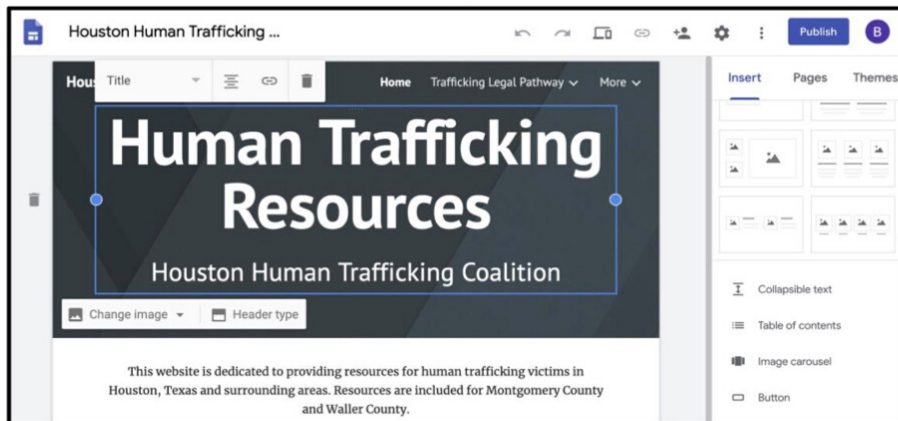 Houston Human Trafficking ...
Publish
B
Hou
Title
Home
Trafficking Legal Pathway
More
Insert
Pages
Themes
Human Trafficking
Resources
Houston Human Trafficking Coalition
Change image
Header type
This website is dedicated to providing resources for human trafficking victims in
Houston, Texas and surrounding areas. Resources are included for Montgomery County
and Waller County.
Collapsible text
Table of contents
Image carousel
Button